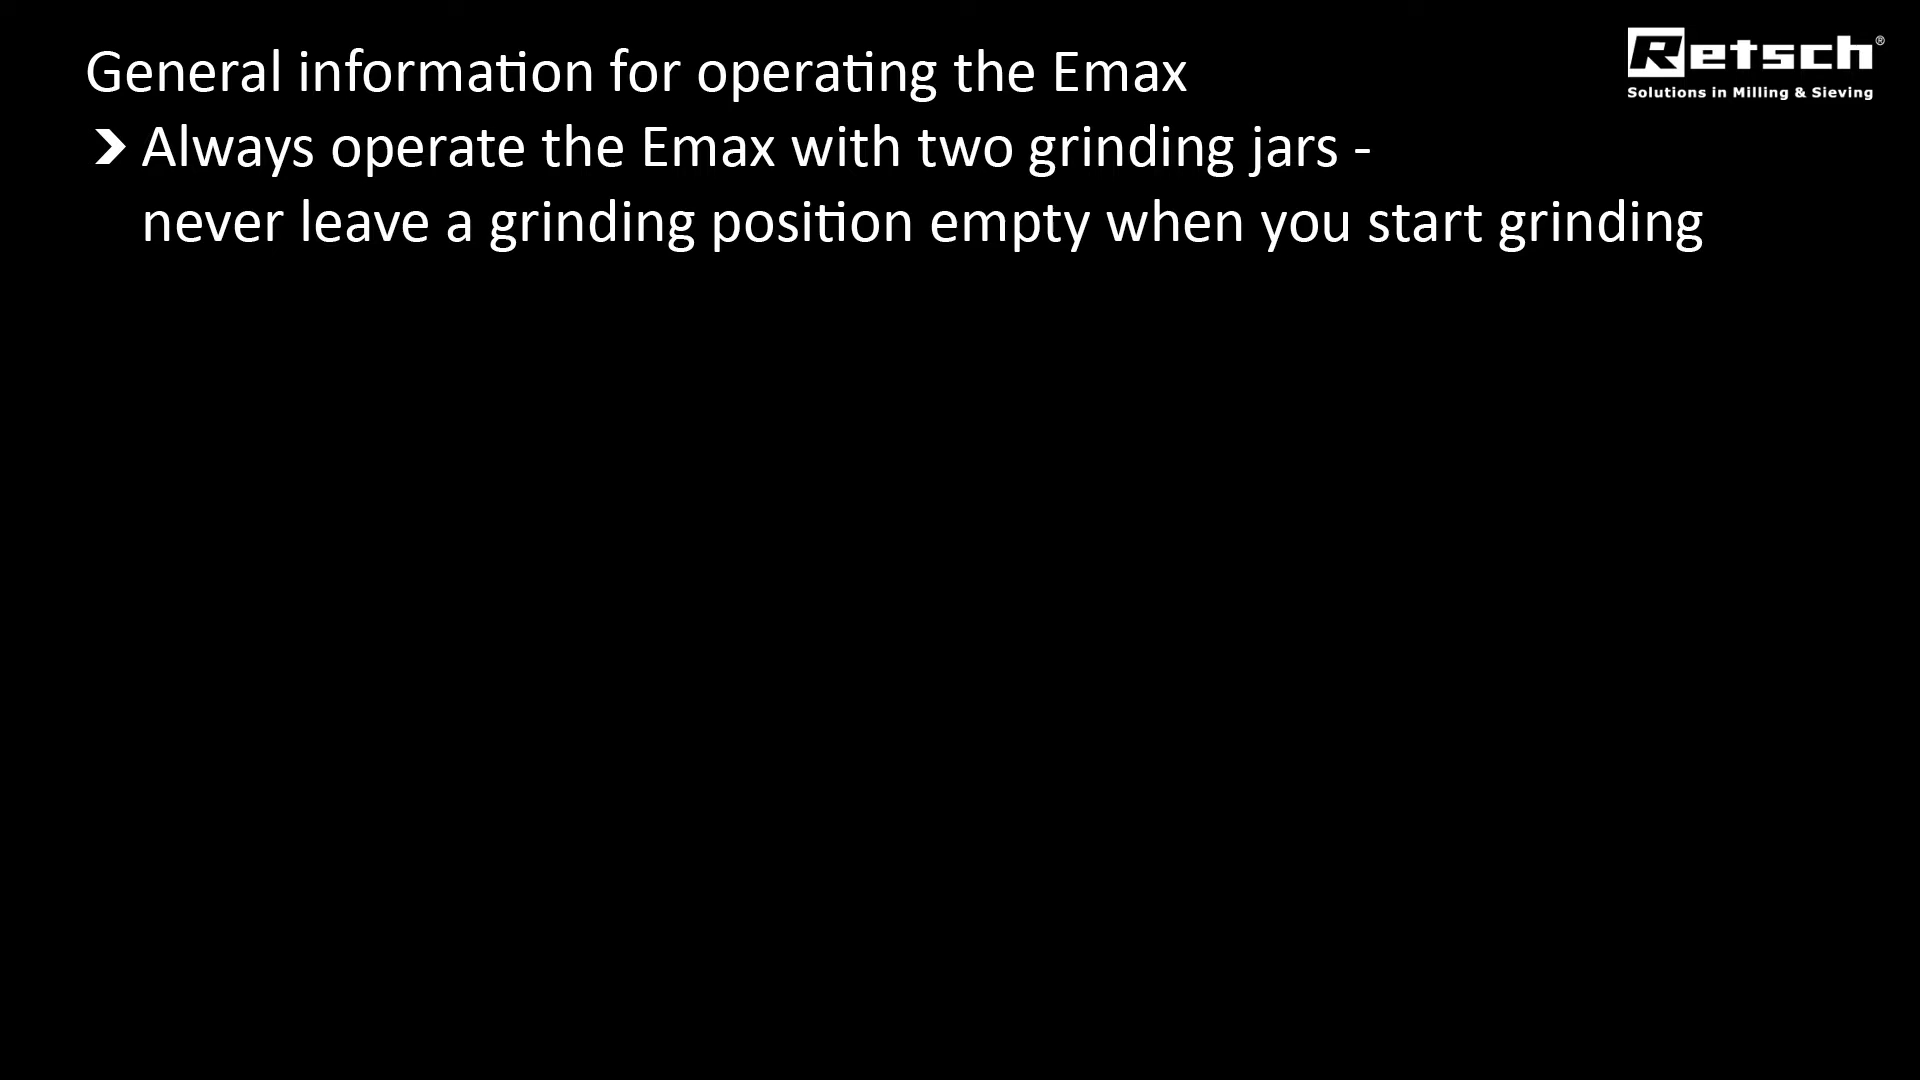 General information for operating the Emax
Always operate the Emax with two grinding jars -
never leave a grinding position empty when you start grinding
Retsch®
Solutions in Milling & Sieving